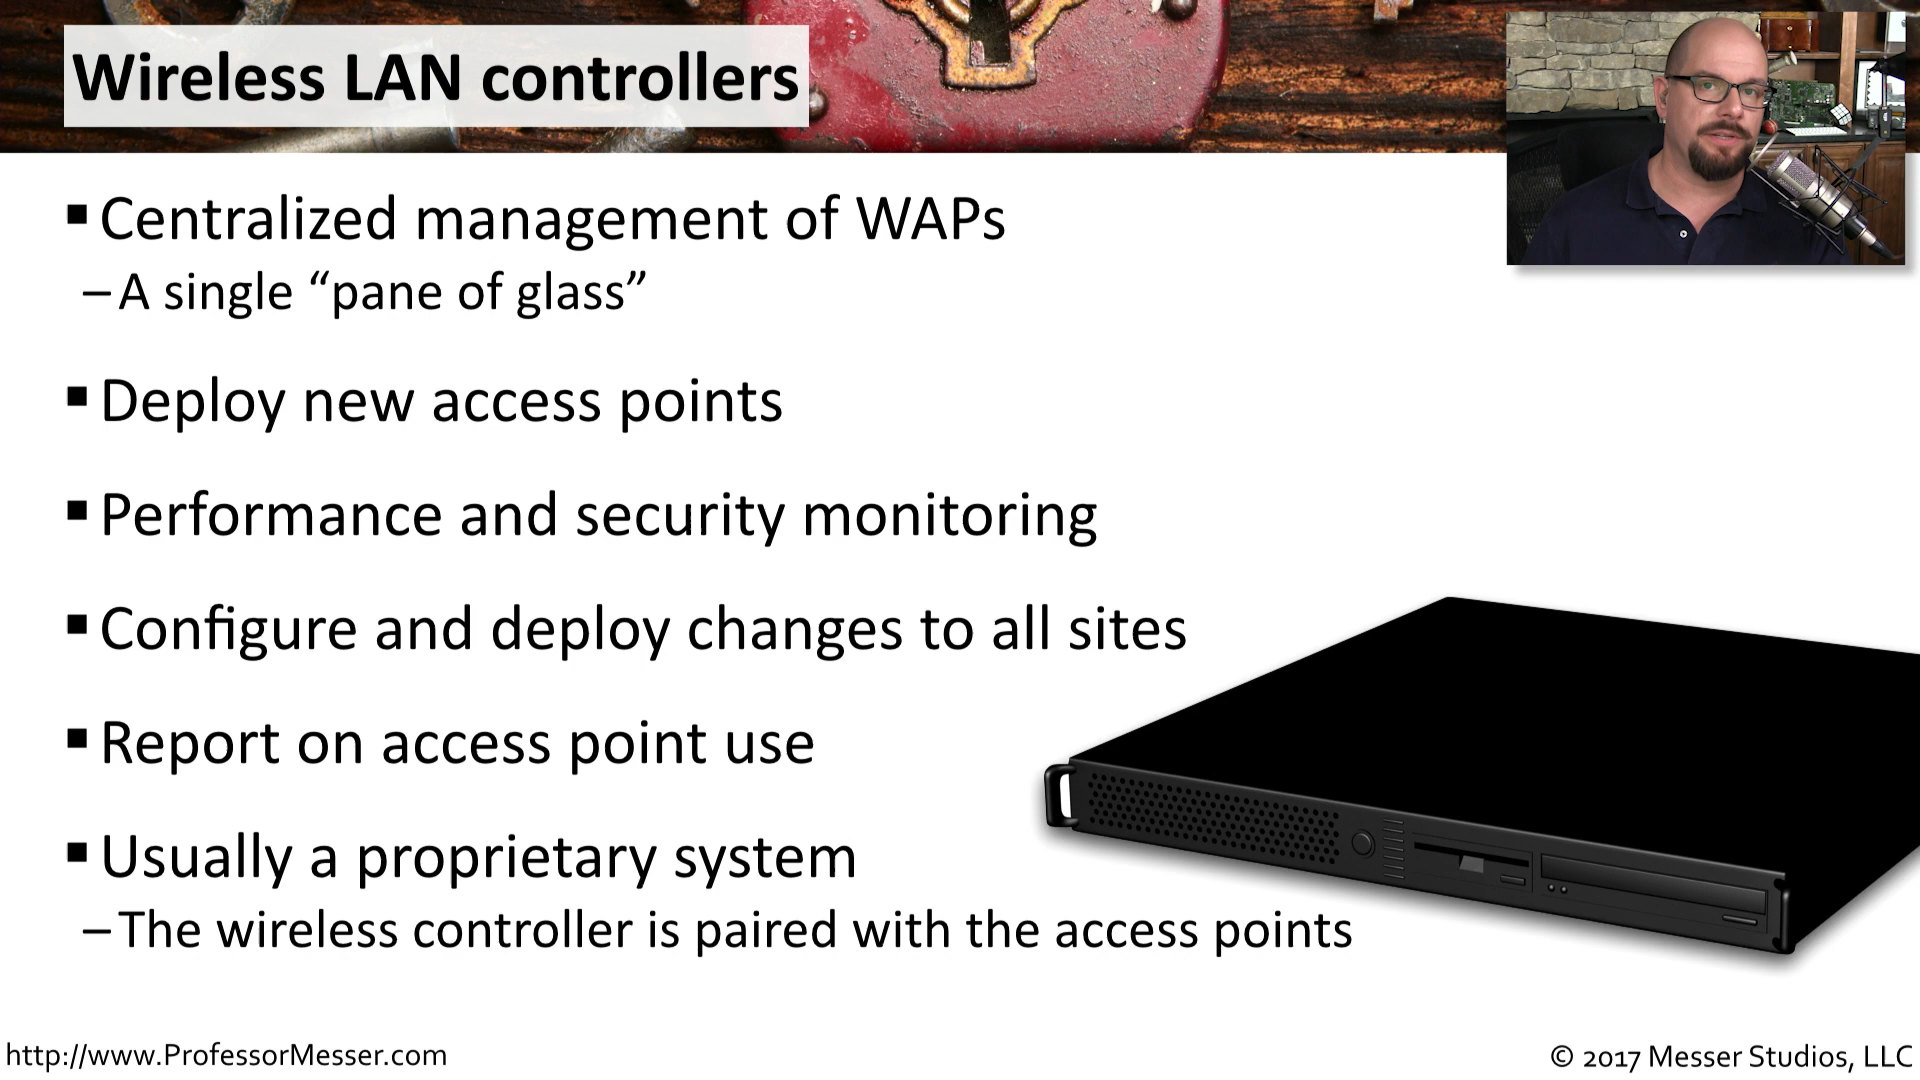 Wireless LAN controllers
▪ Centralized management of WAPs
– A single “pane of glass”
▪ Deploy new access points
▪ Performance and security monitoring
▪ Configure and deploy changes to all sites
▪ Report on access point use
▪ Usually a proprietary system
– The wireless controller is paired with the access points
http://www.ProfessorMesser.com
© 2017 Messer Studios, LLC